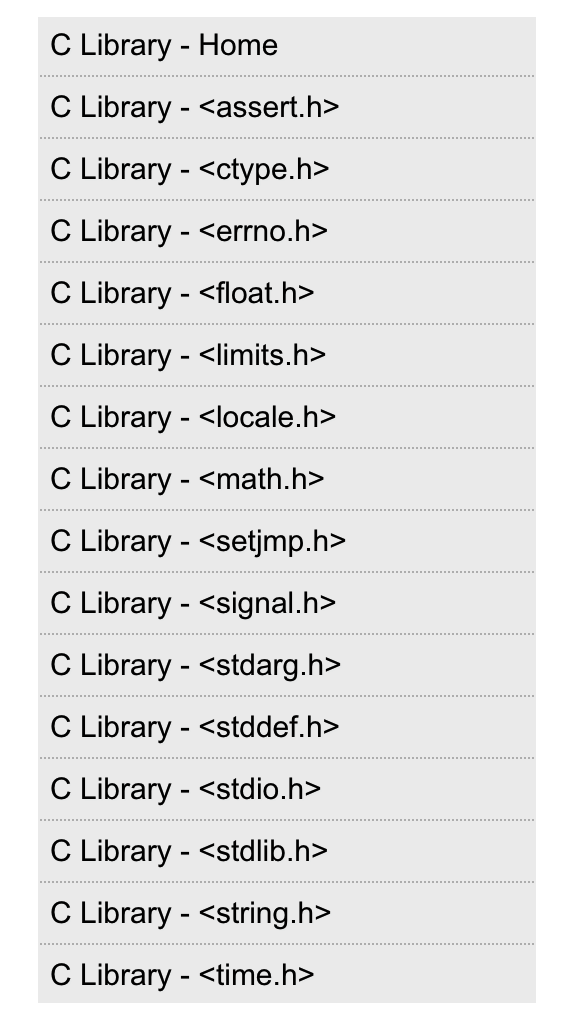 C Library - Home
C Library - <assert.h>
C Library - <ctype.h>
C Library - <errno.h>
C Library - <float.h>
C Library - <limits.h>
C Library - <locale.h>
C Library - <math.h>
C Library - <setjmp.h>
C Library - <signal.h>
C Library - <stdarg.h>
C Library - <stddef.h>
C Library - <stdio.h>
C Library - <stdlib.h>
C Library - <string.h>
C Library - <time.h>